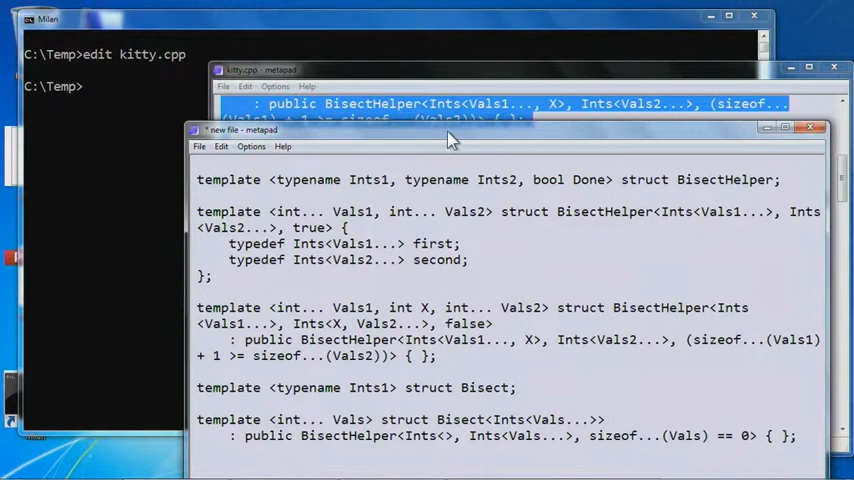 Milan
C:\Temp>edit kitty.cpp
C:\Temp>
kitty.cpp - metapad
File Edit Options Help
: public BisectHelper<Ints<Vals1..., X>, Ints<Vals2...>, (sizeof...
(Vals1) + 1 >= sizeof...(Vals2))> { };
* new file - metapad
File Edit Options Help
template <typename Ints1, typename Ints2, bool Done> struct BisectHelper;
template <int... Vals1, int... Vals2> struct BisectHelper<Ints<Vals1...>, Ints
<Vals2...>, true> {
typedef Ints<Vals1...> first;
typedef Ints<Vals2...> second;
};
template <int... Vals1, int X, int... Vals2> struct BisectHelper<Ints
<Vals1...>, Ints<X, Vals2...>, false>
: public BisectHelper<Ints<Vals1..., X>, Ints<Vals2...>, (sizeof...(Vals1)
+ 1 >= sizeof...(Vals2))> { };
template <typename Ints1> struct Bisect;
template <int... Vals> struct Bisect<Ints<Vals...>>
: public BisectHelper<Ints<>, Ints<Vals...>, sizeof...(Vals) == 0> { };